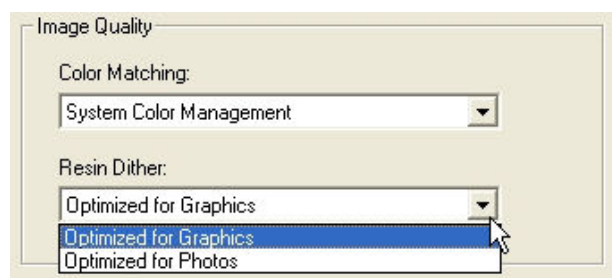 Image Quality
Color Matching:
System Color Management
Resin Dither:
Optimized for Graphics
Optimized for Graphics
Optimized for Photos